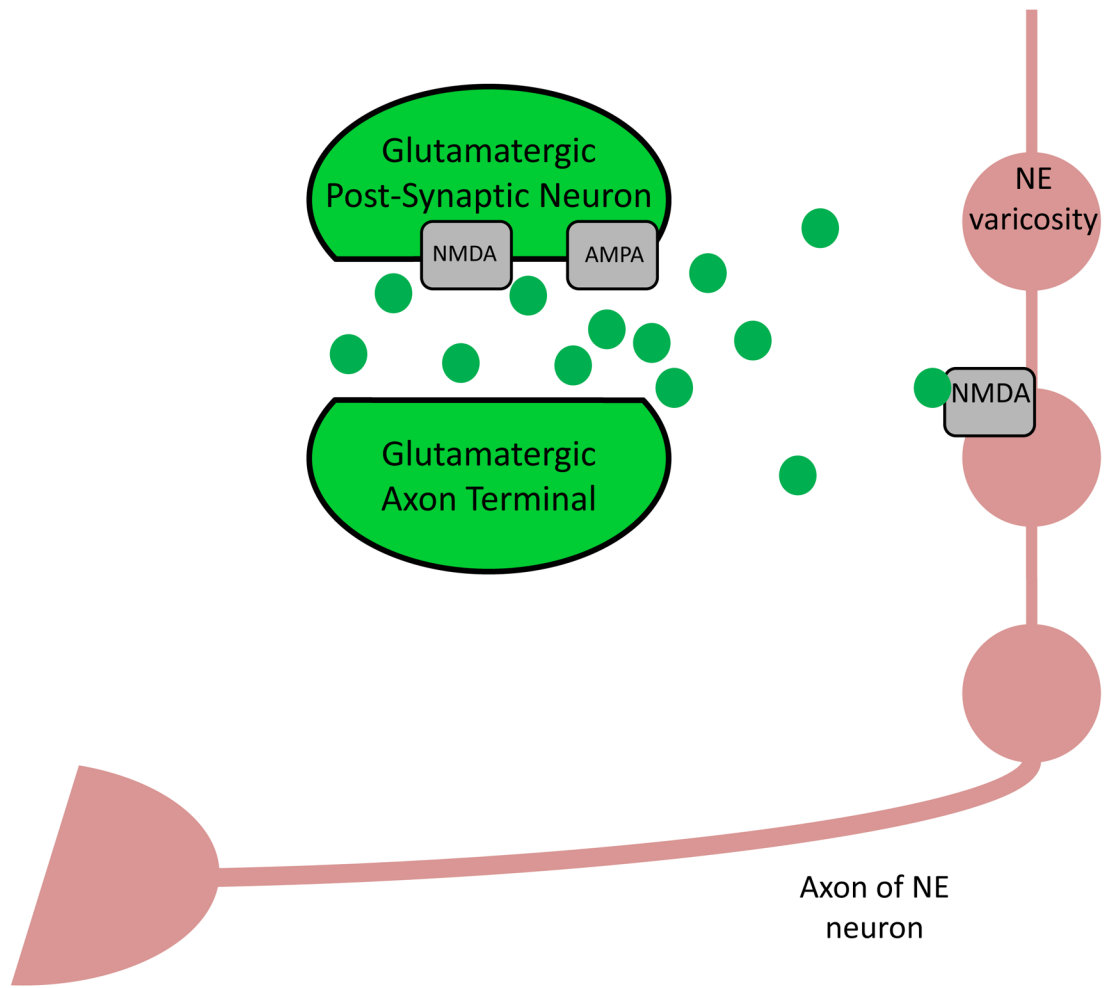 Glutamatergic
Post-Synaptic Neuron
NMDA
AMPA
NE
varicosity
NMDA
Glutamatergic
Axon Terminal
Axon of NE
neuron